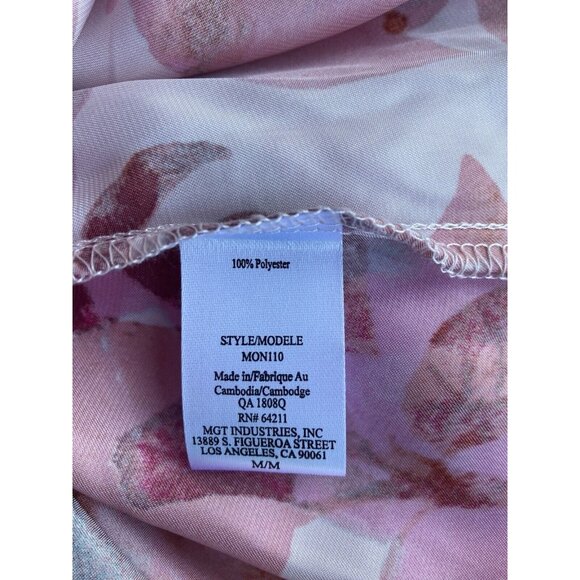 100% Polyester
STYLE/MODELE
MON110
Made in/Fabrique Au
Cambodia/Cambodge
QA 1808Q
RN# 64211
MGT INDUSTRIES, INC
13889 S. FIGUEROA STREET
LOS ANGELES, CA 90061
M/M